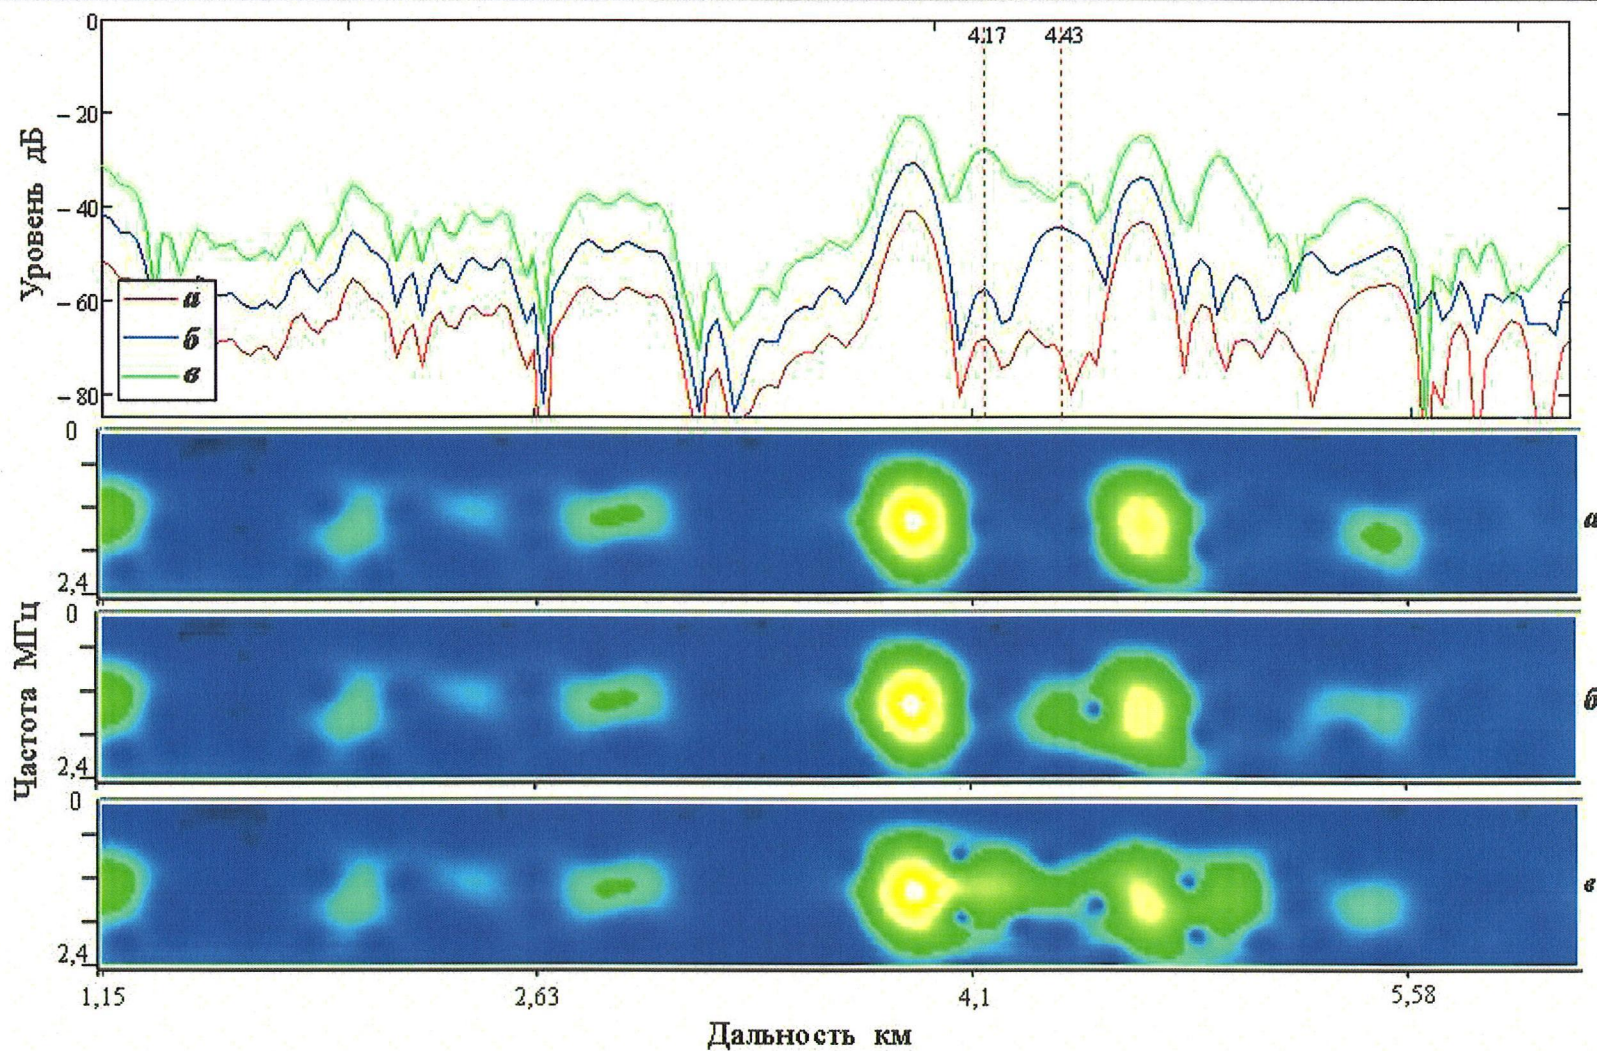 0
4.17 4.43
– 20
– 40
– 60
– 80
Уровень дБ
а
б
в
0
2,4
а
0
2,4
б
0
2,4
в
Частота МГц
1,15 2,63 4,1 5,58
Дальность км